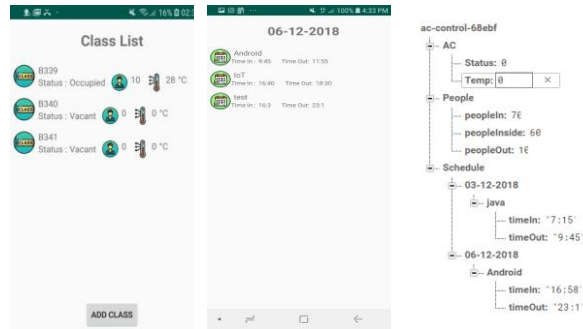 16% 02:
Class List
B339
Status : Occupied 10 28 °C
B340
Status : Vacant 0 0 °C
B341
Status : Vacant 0 0 °C
ADD CLASS
100% 4:33 PM
06-12-2018
Android
Time In : 9:45 Time Out: 11:55
IoT
Time In : 16:40 Time Out: 18:30
test
Time In : 16:3 Time Out: 23:1
ac-control-68ebf
AC
Status: 0
Temp: 0 ×
People
peopleIn:
peopleInside:
peopleOut:
Schedule
03-12-2018
java
timeIn: "7:15"
timeOut: "9:45"
06-12-2018
Android
timeIn: "16:58"
timeOut: "23:1"